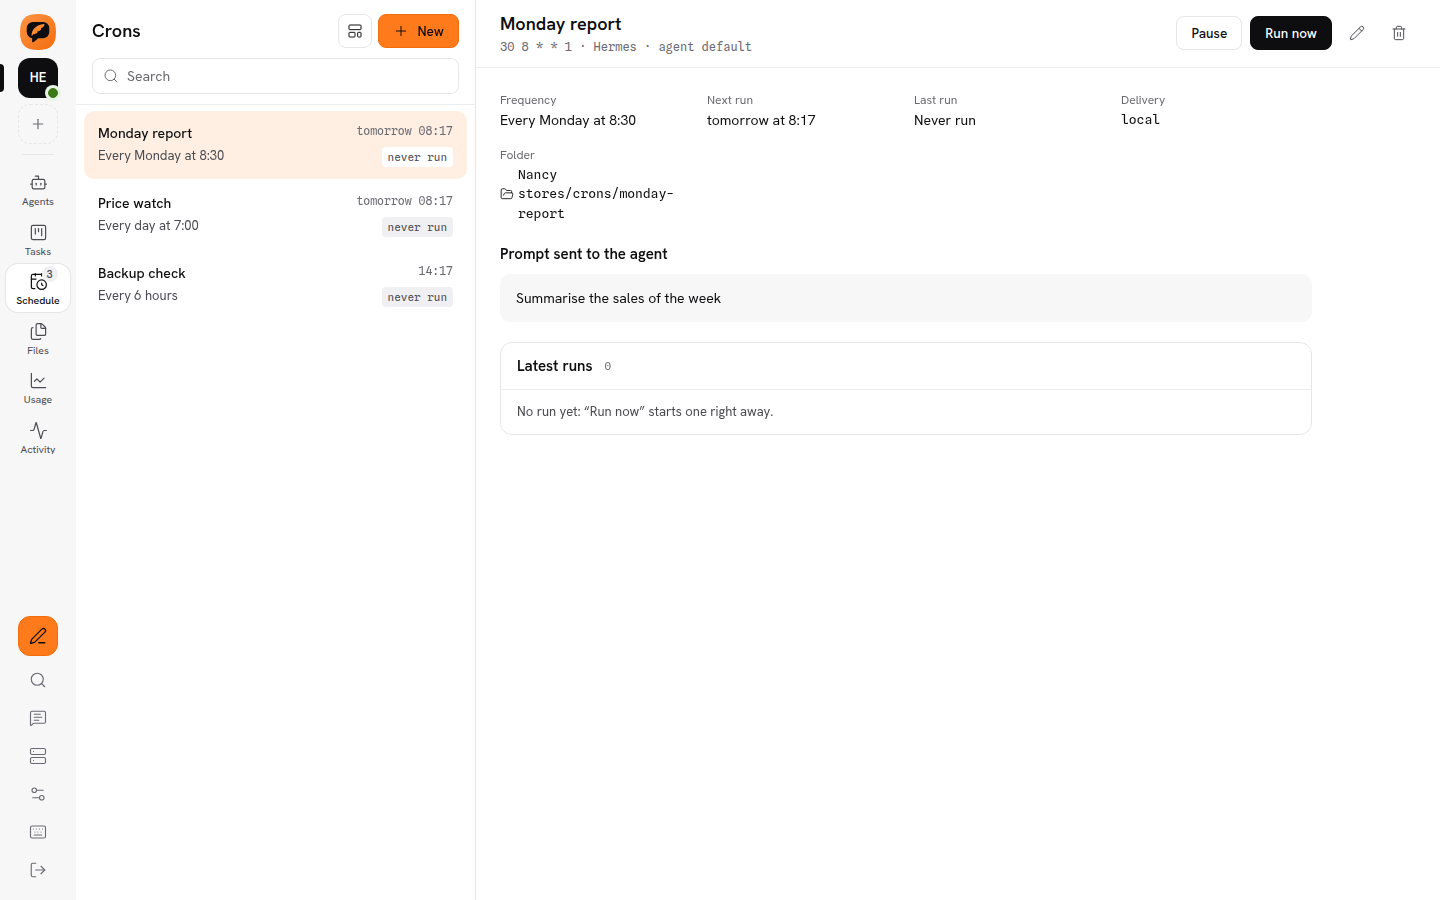 HE
Agents
Tasks
3
Schedule
Files
Usage
Activity
Crons
New
Search
Monday report
tomorrow 08:17
Every Monday at 8:30
never run
Price watch
tomorrow 08:17
Every day at 7:00
never run
Backup check
14:17
Every 6 hours
never run
Monday report
30 8 * * 1 · Hermes · agent default
Pause
Run now
Frequency
Every Monday at 8:30
Next run
tomorrow at 8:17
Last run
Never run
Delivery
local
Folder
Nancy
stores/crons/monday-
report
Prompt sent to the agent
Summarise the sales of the week
Latest runs 0
No run yet: “Run now” starts one right away.